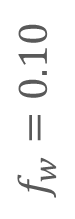 f_w = 0.10